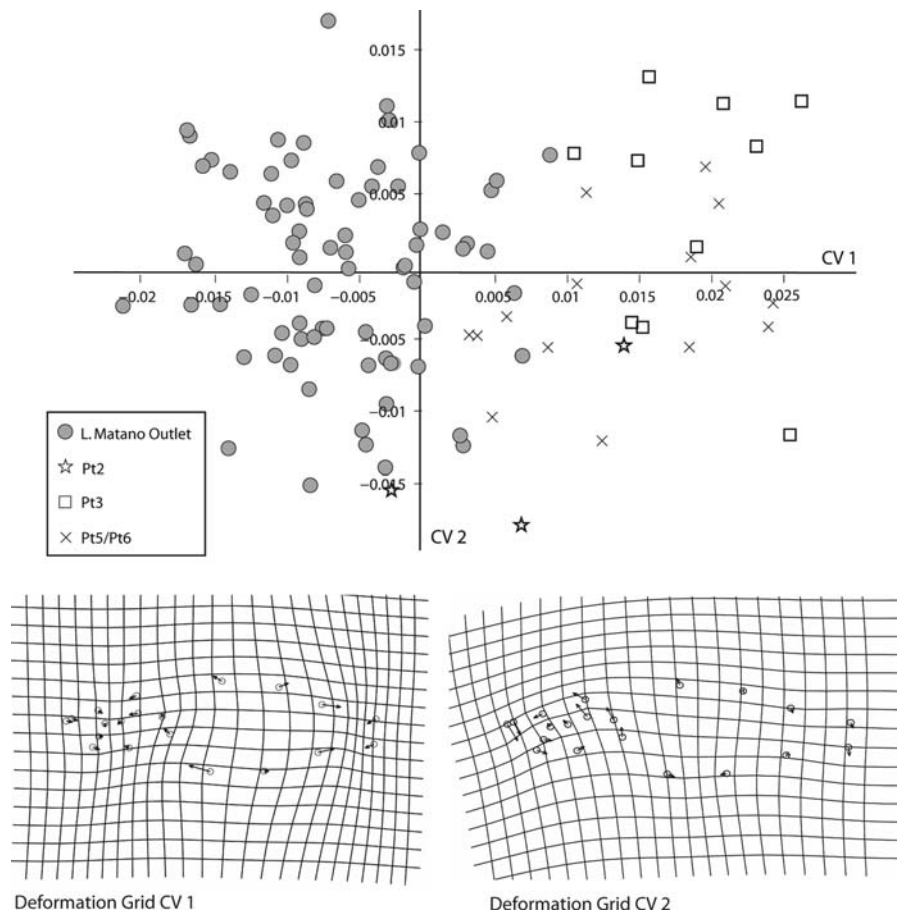 0.015
0.01
0.005
CV 1
−0.02
−0.015
−0.01
−0.005
0.005
0.01
0.015
0.02
0.025
−0.005
−0.01
−0.015
CV 2
L. Matano Outlet
Pt2
Pt3
Pt5/Pt6
Deformation Grid CV 1
Deformation Grid CV 2